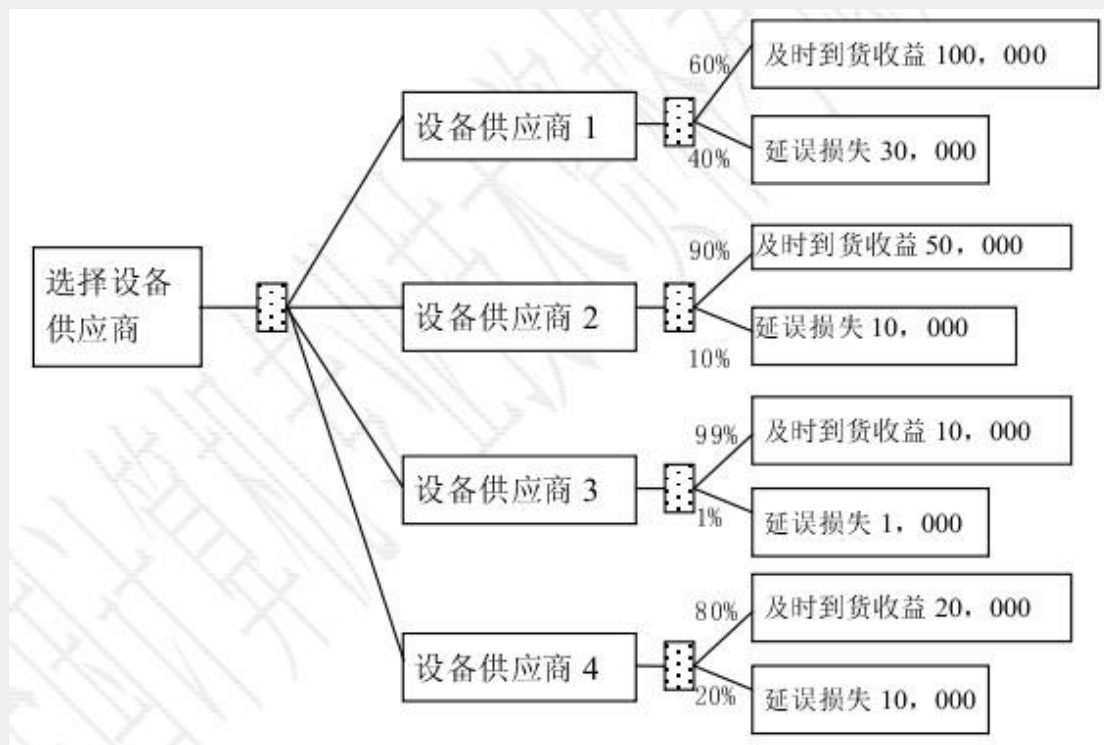 60%
及时到货收益 100，000
设备供应商 1
40%
延误损失 30，000
选择设备
供应商
90%
及时到货收益 50，000
设备供应商 2
10%
延误损失 10，000
99%
及时到货收益 10，000
设备供应商 3
1%
延误损失 1，000
80%
及时到货收益 20，000
设备供应商 4
20%
延误损失 10，000